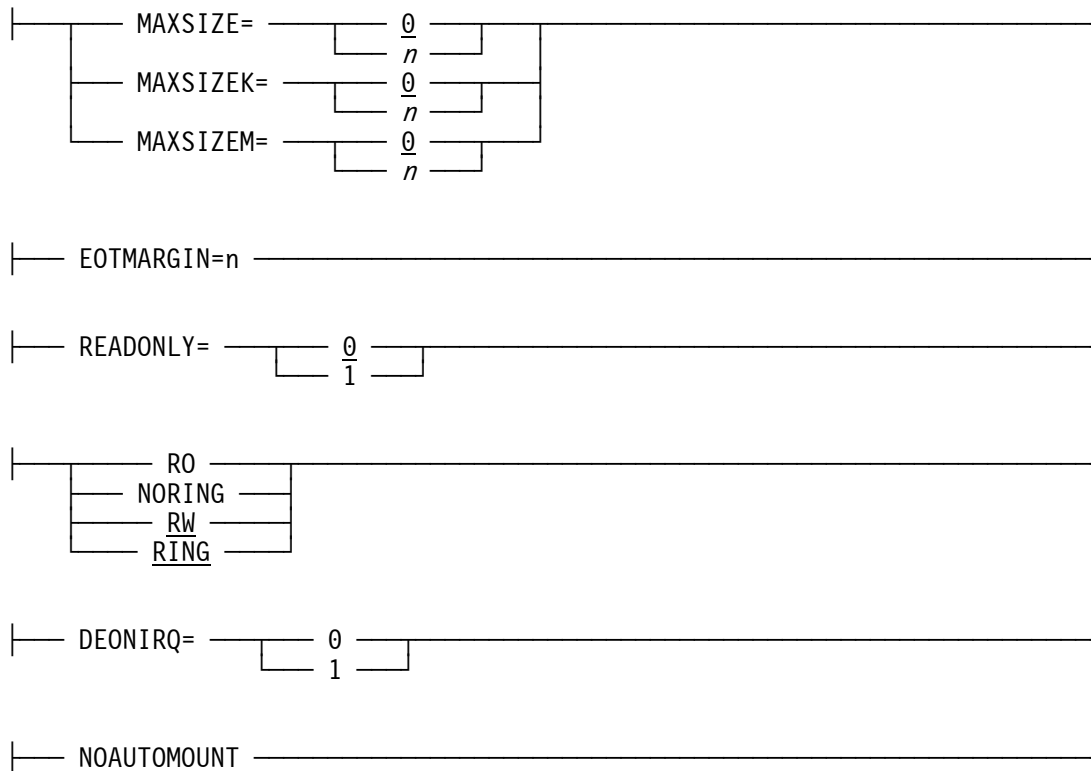 MAXSIZE= 0
n
MAXSIZEK= 0
n
MAXSIZEM= 0
n
EOTMARGIN=n
READONLY= 0
1
RO
NORING
RW
RING
DEONIRQ= 0
1
NOAUTOMOUNT